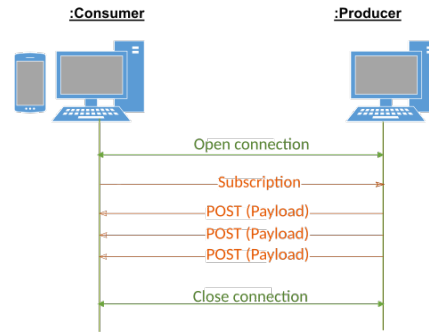 :Consumer
:Producer
Open connection
Subscription
POST (Payload)
POST (Payload)
POST (Payload)
Close connection